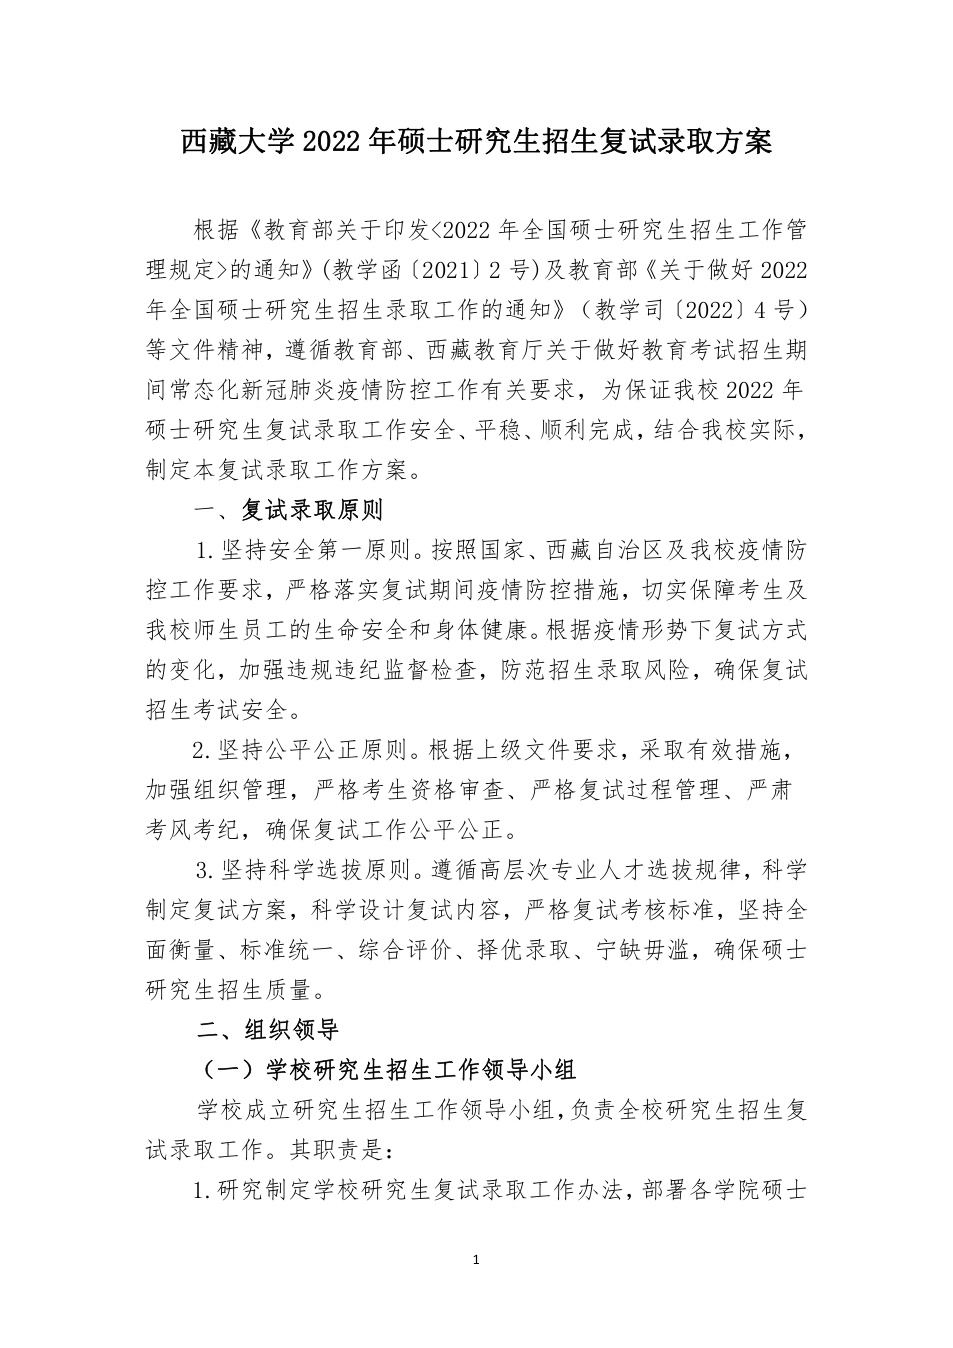 西藏大学 2022 年硕士研究生招生复试录取方案
根据《教育部关于印发<2022 年全国硕士研究生招生工作管
理规定>的通知》(教学函〔2021〕2 号)及教育部《关于做好 2022
年全国硕士研究生招生录取工作的通知》（教学司〔2022〕4 号）
等文件精神，遵循教育部、西藏教育厅关于做好教育考试招生期
间常态化新冠肺炎疫情防控工作有关要求，为保证我校 2022 年
硕士研究生复试录取工作安全、平稳、顺利完成，结合我校实际，
制定本复试录取工作方案。
一、复试录取原则
1.坚持安全第一原则。按照国家、西藏自治区及我校疫情防
控工作要求，严格落实复试期间疫情防控措施，切实保障考生及
我校师生员工的生命安全和身体健康。根据疫情形势下复试方式
的变化，加强违规违纪监督检查，防范招生录取风险，确保复试
招生考试安全。
2.坚持公平公正原则。根据上级文件要求，采取有效措施，
加强组织管理，严格考生资格审查、严格复试过程管理、严肃
考风考纪，确保复试工作公平公正。
3.坚持科学选拔原则。遵循高层次专业人才选拔规律，科学
制定复试方案，科学设计复试内容，严格复试考核标准，坚持全
面衡量、标准统一、综合评价、择优录取、宁缺毋滥，确保硕士
研究生招生质量。
二、组织领导
（一）学校研究生招生工作领导小组
学校成立研究生招生工作领导小组，负责全校研究生招生复
试录取工作。其职责是：
1.研究制定学校研究生复试录取工作办法，部署各学院硕士
1